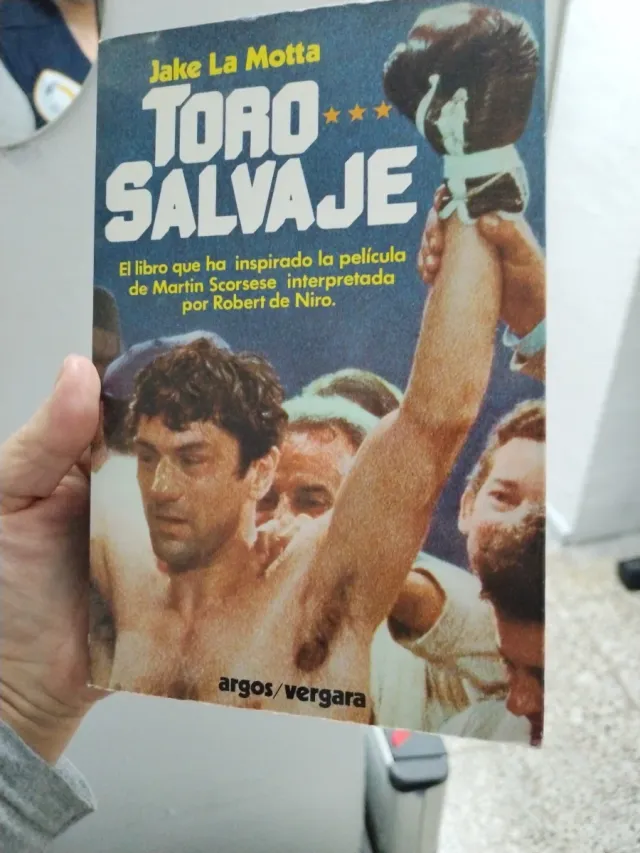 Jake La Motta
TORO
SALVAJE
El libro que ha inspirado la película
de Martin Scorsese interpretada
por Robert de Niro.
argos/vergara